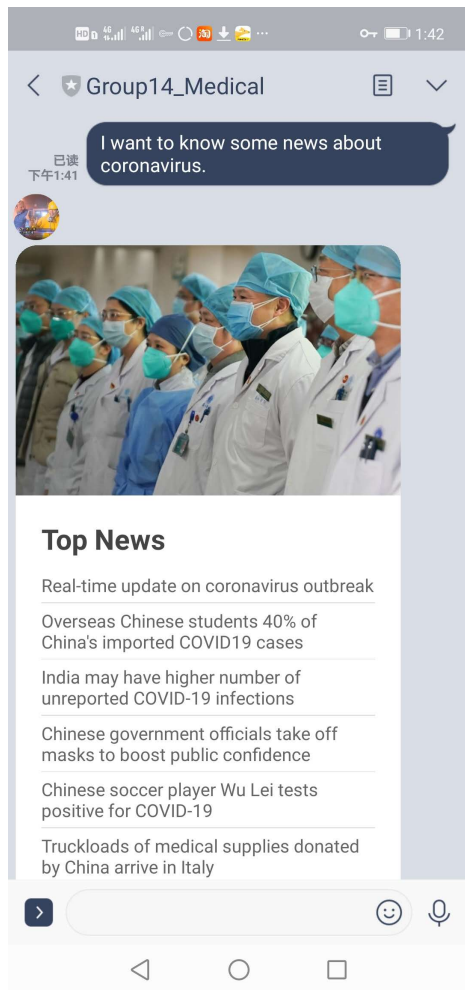 HD 4G 4G 1:42
Group14_Medical
I want to know some news about
coronavirus.
已读
下午1:41
Top News
Real-time update on coronavirus outbreak
Overseas Chinese students 40% of
China's imported COVID19 cases
India may have higher number of
unreported COVID-19 infections
Chinese government officials take off
masks to boost public confidence
Chinese soccer player Wu Lei tests
positive for COVID-19
Truckloads of medical supplies donated
by China arrive in Italy